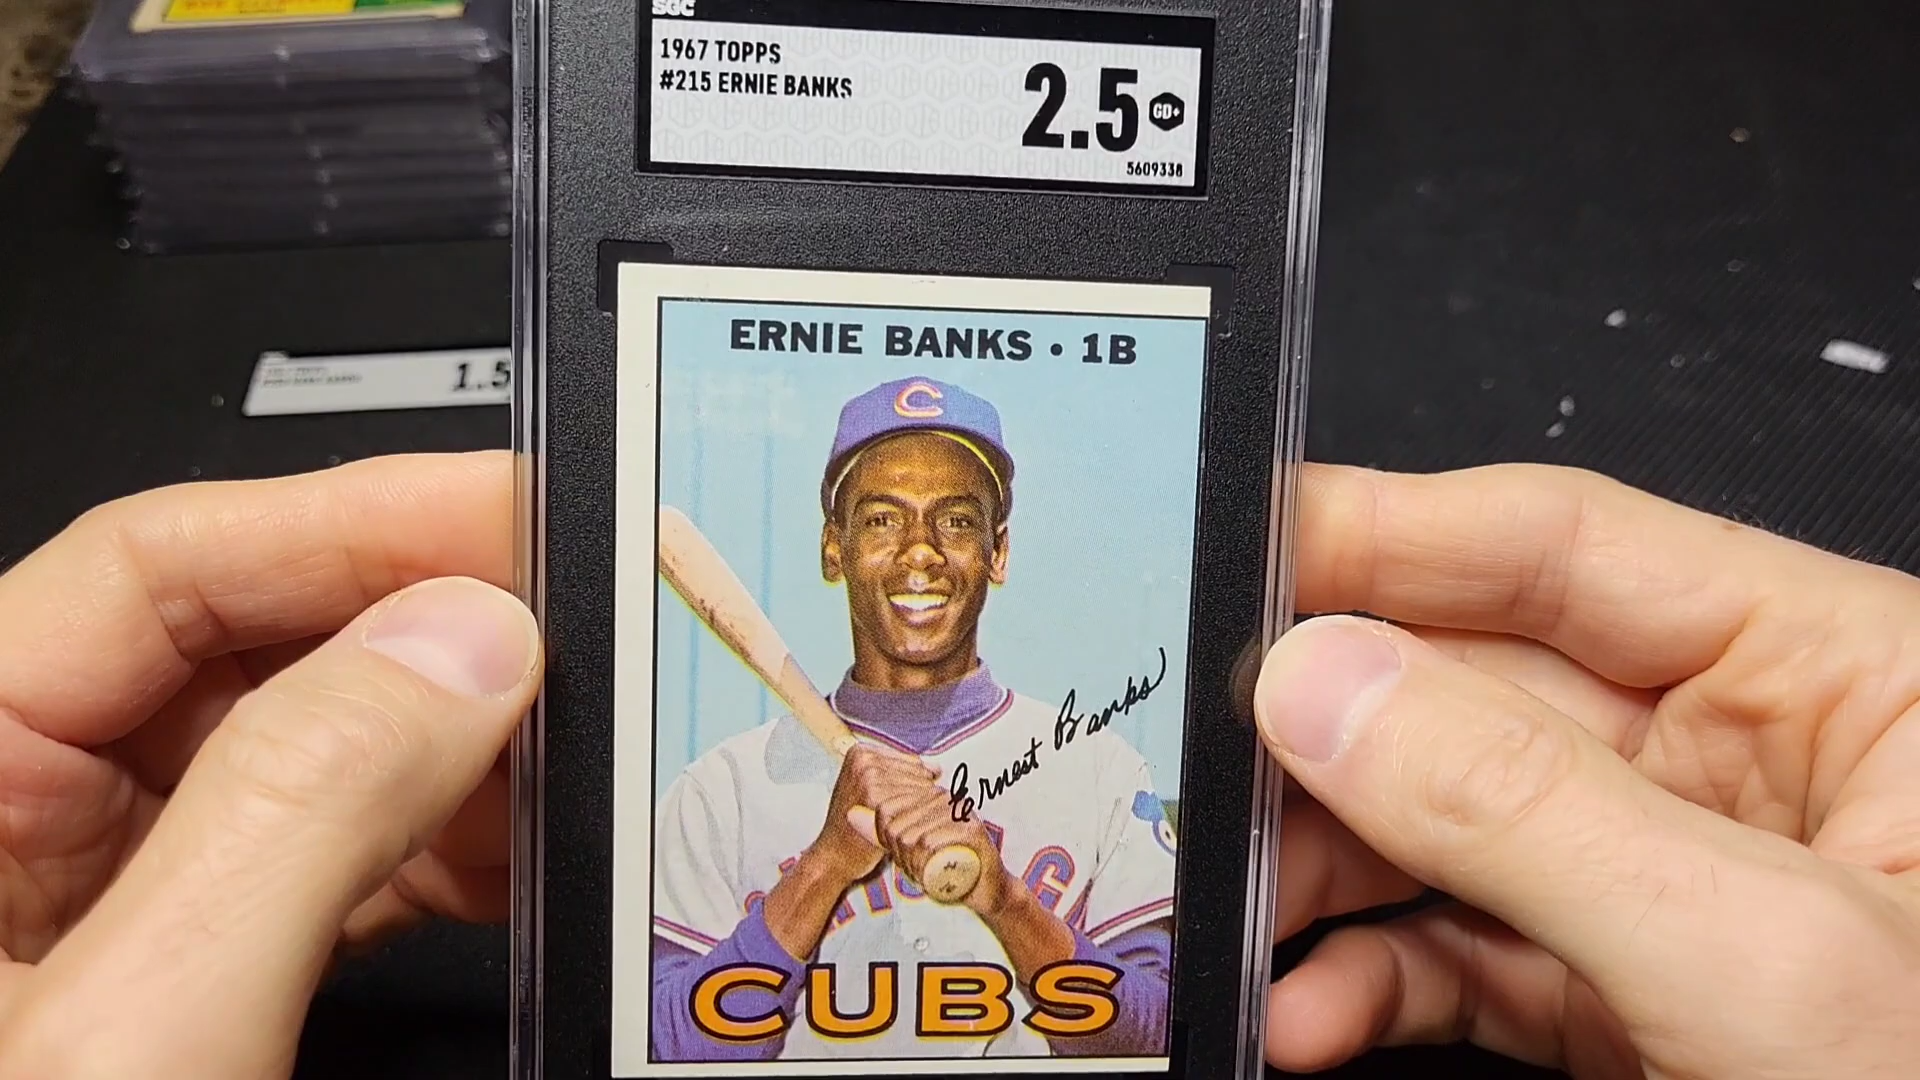 SGC
1967 TOPPS
#215 ERNIE BANKS
2.5
GD+
5609338
1.5
ERNIE BANKS • 1B
C
Ernest Banks
CUBS